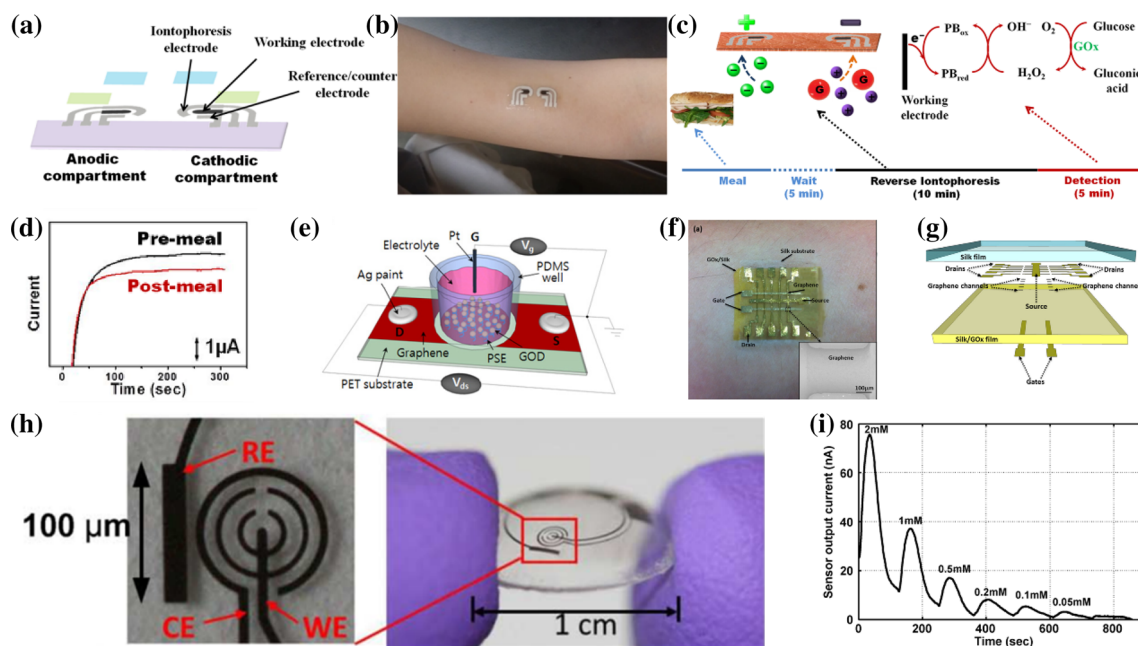 (a)
Iontophoresis
electrode
Working electrode
Reference/counter
electrode
Anodic
compartment
Cathodic
compartment
(b)
(c)
+
−
G
G
e⁻
PBox
PBred
OH⁻
H₂O₂
O₂
Glucose
GOx
Gluconic
acid
Working
electrode
Meal
Wait
(5 min)
Reverse Iontophoresis
(10 min)
Detection
(5 min)
(d)
Pre-meal
Post-meal
Current
1µA
0
100
200
300
Time (sec)
(e)
Vg
Pt
G
Electrolyte
PDMS
well
Ag paint
D
S
Graphene
PSE
GOD
PET substrate
Vds
(f)
(a)
Silk substrate
GOx/Silk
Graphene
Gate
Source
Drain
Graphene
100µm
(g)
Silk film
Drains
Drains
Graphene channels
Graphene channels
Source
Silk/GOx film
Gates
(h)
RE
100 µm
CE
WE
1 cm
(i)
Sensor output current (nA)
80
60
40
20
0
2mM
1mM
0.5mM
0.2mM
0.1mM
0.05mM
0
200
400
600
800
Time (sec)